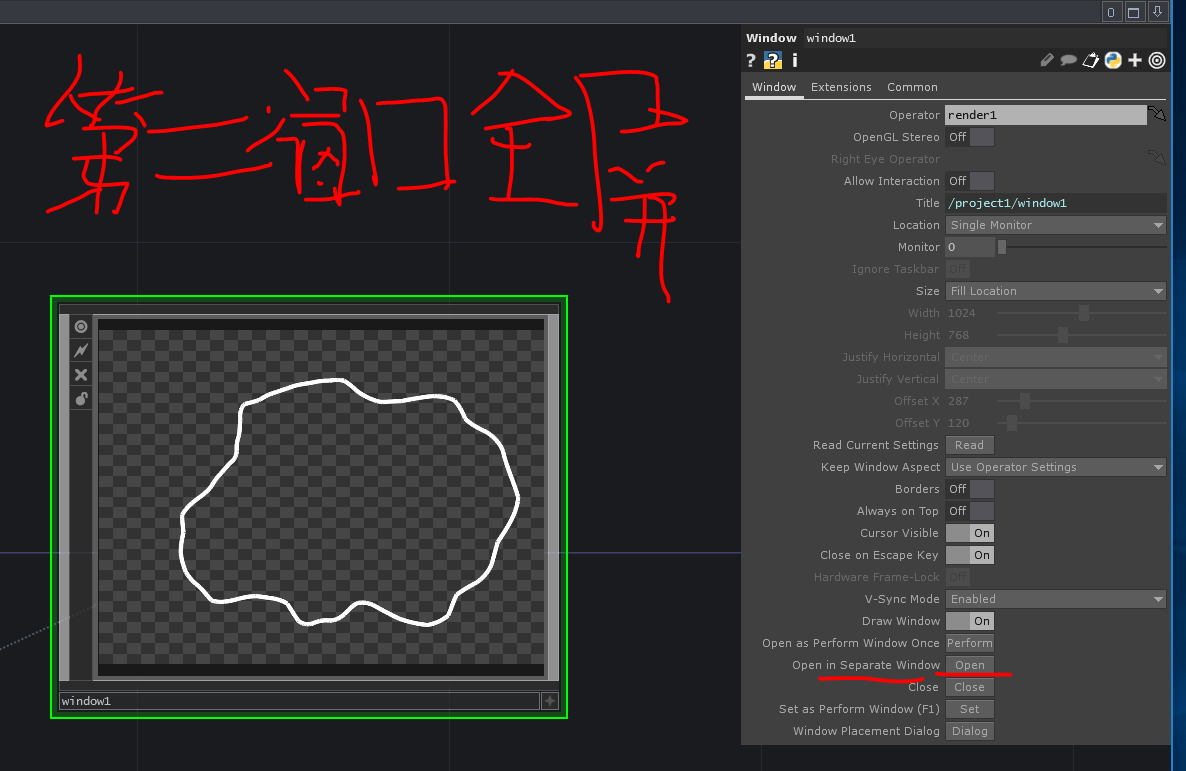 第二窗口全屏
Window window1
? ? i
Window Extensions Common
Operator render1
OpenGL Stereo Off
Right Eye Operator
Allow Interaction Off
Title /project1/window1
Location Single Monitor
Monitor 0
Ignore Taskbar Off
Size Fill Location
Width 1024
Height 768
Justify Horizontal Center
Justify Vertical Center
Offset X 287
Offset Y 120
Read Current Settings Read
Keep Window Aspect Use Operator Settings
Borders Off
Always on Top Off
Cursor Visible On
Close on Escape Key On
Hardware Frame-Lock Off
V-Sync Mode Enabled
Draw Window On
Open as Perform Window Once Perform
Open in Separate Window Open
Close Close
Set as Perform Window (F1) Set
Window Placement Dialog Dialog
window1